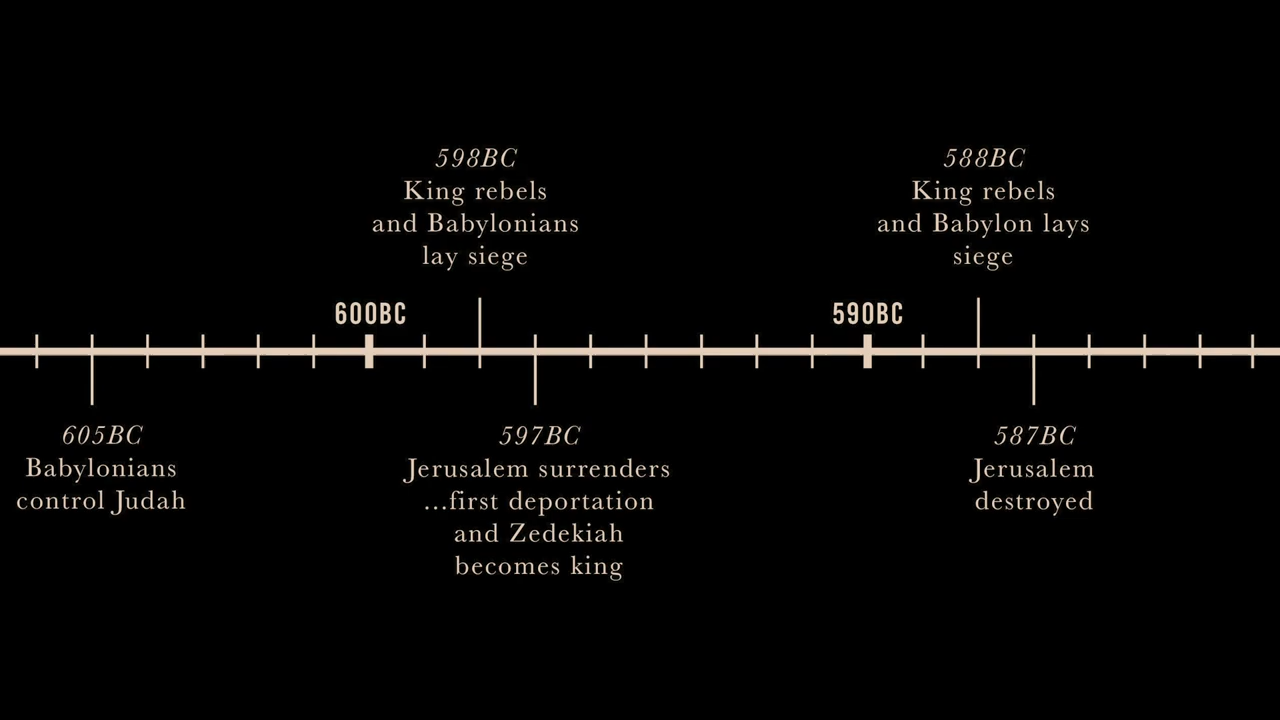 598BC
King rebels
and Babylonians
lay siege
588BC
King rebels
and Babylon lays
siege
600BC
590BC
605BC
Babylonians
control Judah
597BC
Jerusalem surrenders
...first deportation
and Zedekiah
becomes king
587BC
Jerusalem
destroyed